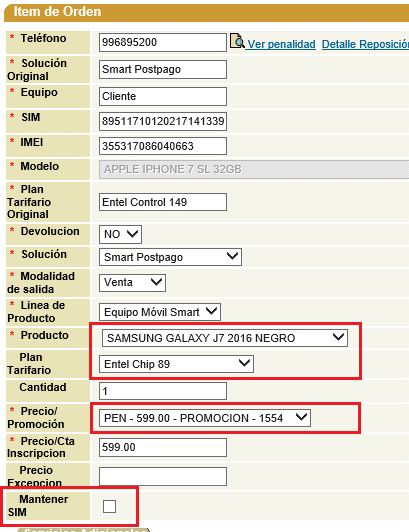 Item de Orden
* Teléfono 996895200 Ver penalidad Detalle Reposición
* Solución Original Smart Postpago
* Equipo Cliente
* SIM 89511710120217141339
* IMEI 355317086040663
* Modelo APPLE IPHONE 7 SL 32GB
* Plan Tarifario Original Entel Control 149
* Devolucion NO
* Solución Smart Postpago
* Modalidad de salida Venta
* Linea de Producto Equipo Móvil Smart
* Producto SAMSUNG GALAXY J7 2016 NEGRO
Plan Tarifario Entel Chip 89
Cantidad 1
* Precio/ Promoción PEN - 599.00 - PROMOCION - 1554
* Precio/Cta Inscripcion 599.00
Precio Excepcion
Mantener SIM